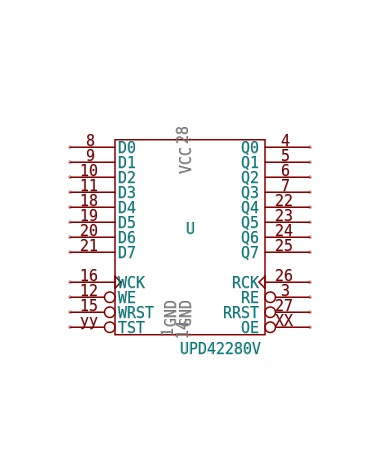 28
VCC
8 D0 Q0 4
9 D1 Q1 5
10 D2 Q2 6
11 D3 Q3 7
18 D4 Q4 22
19 D5 Q5 23
20 D6 Q6 24
21 D7 Q7 25
U
16 WCK RCK 26
12 WE RE 3
15 WRST RRST 27
yy TST OE XX
1 GND
14 GND
UPD42280V